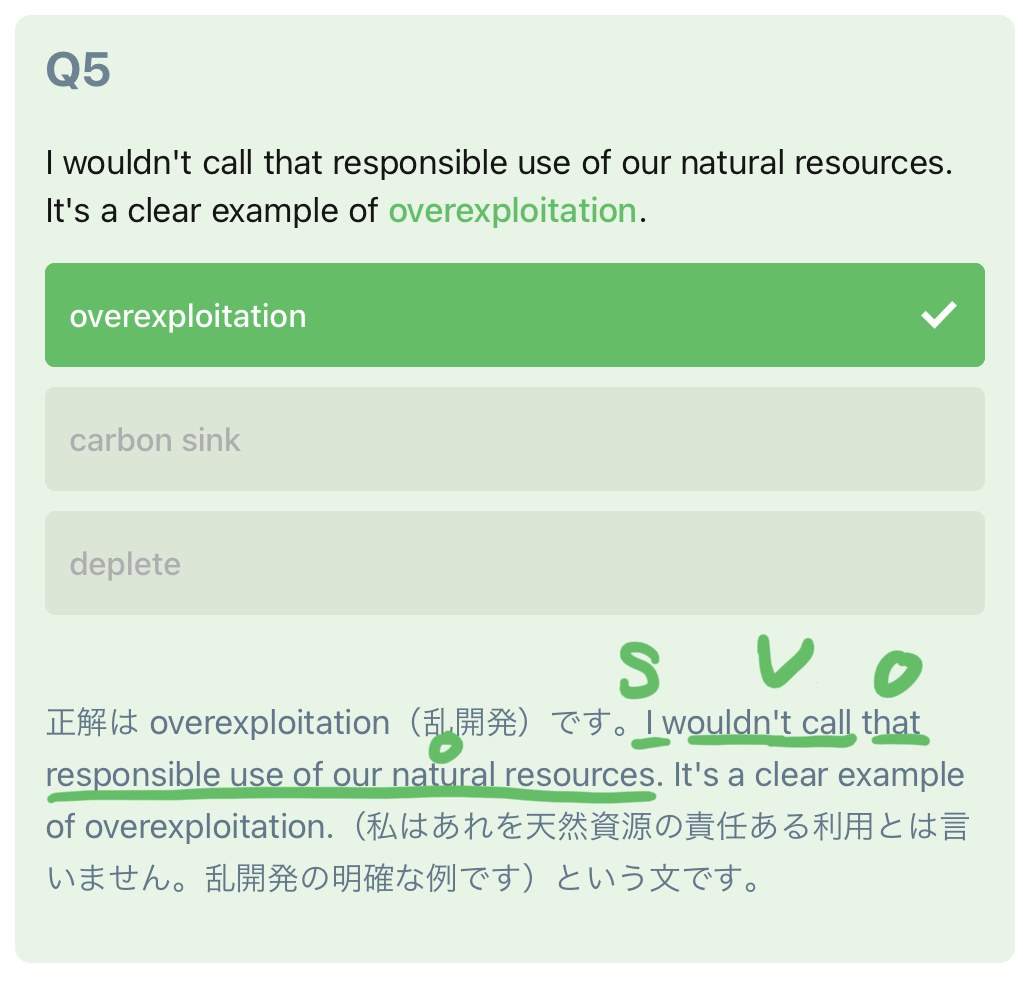 Q5
I wouldn't call that responsible use of our natural resources.
It's a clear example of overexploitation.
overexploitation
carbon sink
deplete
S V O
正解は overexploitation（乱開発）です。I wouldn't call that
O
responsible use of our natural resources. It's a clear example
of overexploitation.（私はあれを天然資源の責任ある利用とは言
いません。乱開発の明確な例です）という文です。